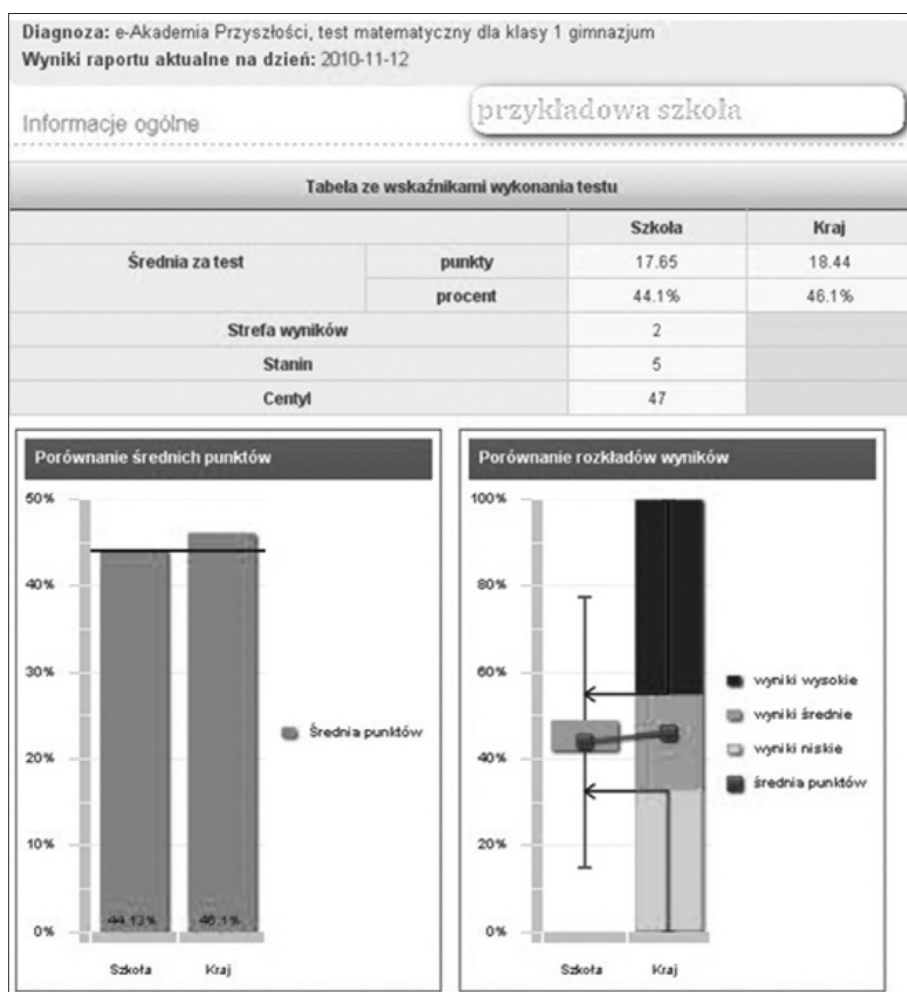 Diagnoza: e-Akademia Przyszłości, test matematyczny dla klasy 1 gimnazjum
Wyniki raportu aktualne na dzień: 2010-11-12
Informacje ogólne
przykładowa szkoła
Tabela ze wskaźnikami wykonania testu
Szkoła Kraj
Średnia za test punkty 17.65 18.44
procent 44.1% 46.1%
Strefa wyników 2
Stanin 5
Centyl 47
Porównanie średnich punktów
50%
40%
30%
20%
10%
0%
44.13% 46.1%
Szkoła Kraj
Średnia punktów
Porównanie rozkładów wyników
100%
80%
60%
40%
20%
0%
Szkoła Kraj
wyniki wysokie
wyniki średnie
wyniki niskie
średnia punktów